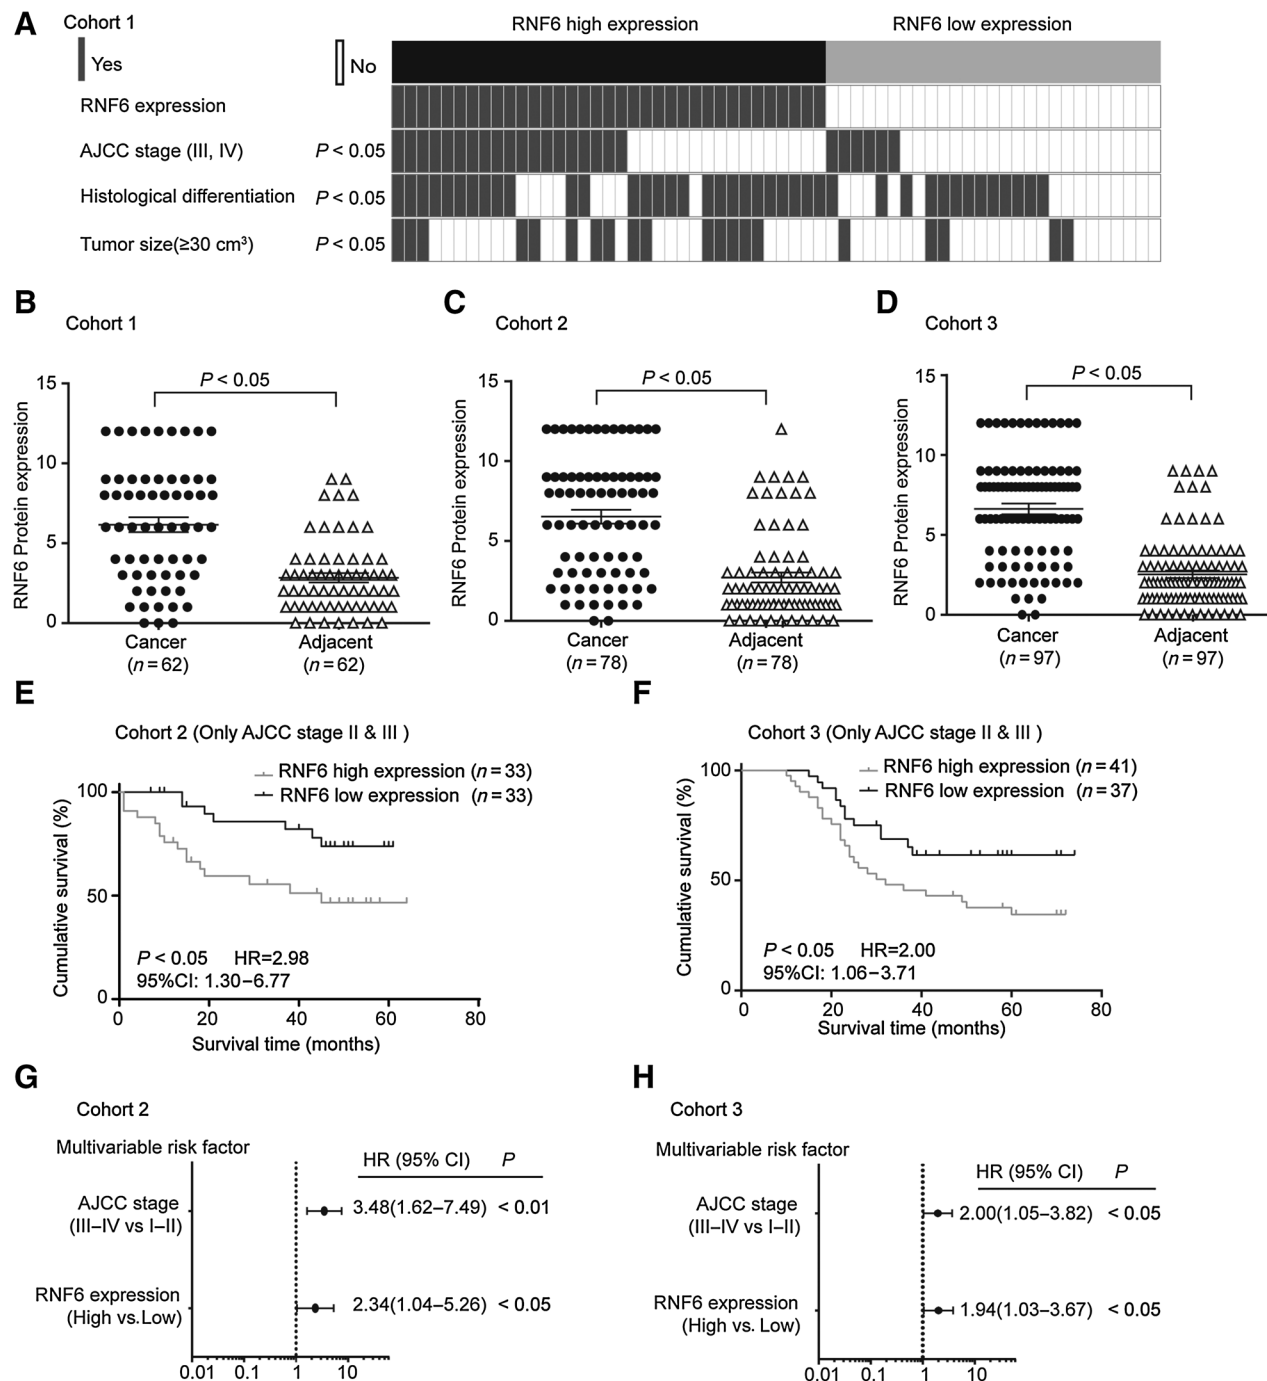 A
Cohort 1
RNF6 high expression
RNF6 low expression
Yes
No
RNF6 expression
AJCC stage (III, IV)
P < 0.05
Histological differentiation
P < 0.05
Tumor size(≥30 cm³)
P < 0.05
B
Cohort 1
P < 0.05
RNF6 Protein expression
15
10
5
0
Cancer
(n=62)
Adjacent
(n=62)
C
Cohort 2
P < 0.05
RNF6 Protein expression
15
10
5
0
Cancer
(n=78)
Adjacent
(n=78)
D
Cohort 3
P < 0.05
RNF6 Protein expression
15
10
5
0
Cancer
(n=97)
Adjacent
(n=97)
E
Cohort 2 (Only AJCC stage II & III )
RNF6 high expression (n=33)
RNF6 low expression (n=33)
Cumulative survival (%)
100
50
0
P < 0.05 HR=2.98
95%CI: 1.30–6.77
0 20 40 60 80
Survival time (months)
F
Cohort 3 (Only AJCC stage II & III )
RNF6 high expression (n=41)
RNF6 low expression (n=37)
Cumulative survival (%)
100
50
0
P < 0.05 HR=2.00
95%CI: 1.06–3.71
0 20 40 60 80
Survival time (months)
G
Cohort 2
Multivariable risk factor
HR (95% CI) P
AJCC stage
(III–IV vs I–II)
3.48(1.62–7.49) < 0.01
RNF6 expression
(High vs.Low)
2.34(1.04–5.26) < 0.05
0.01 0.1 1 10
H
Cohort 3
Multivariable risk factor
HR (95% CI) P
AJCC stage
(III–IV vs I–II)
2.00(1.05–3.82) < 0.05
RNF6 expression
(High vs. Low)
1.94(1.03–3.67) < 0.05
0.01 0.1 1 10